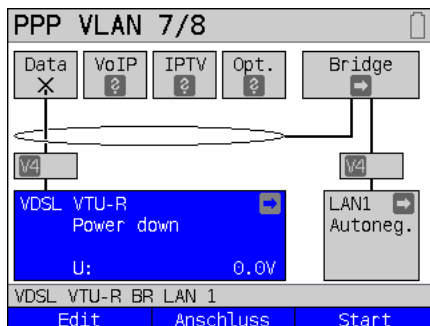 PPP VLAN 7/8
Data VoIP IPTV Opt. Bridge
? ? ?
V4 V4
VDSL VTU-R LAN1
Power down Autoneg.
U: 0.0V
VDSL VTU-R BR LAN 1
Edit Anschluss Start